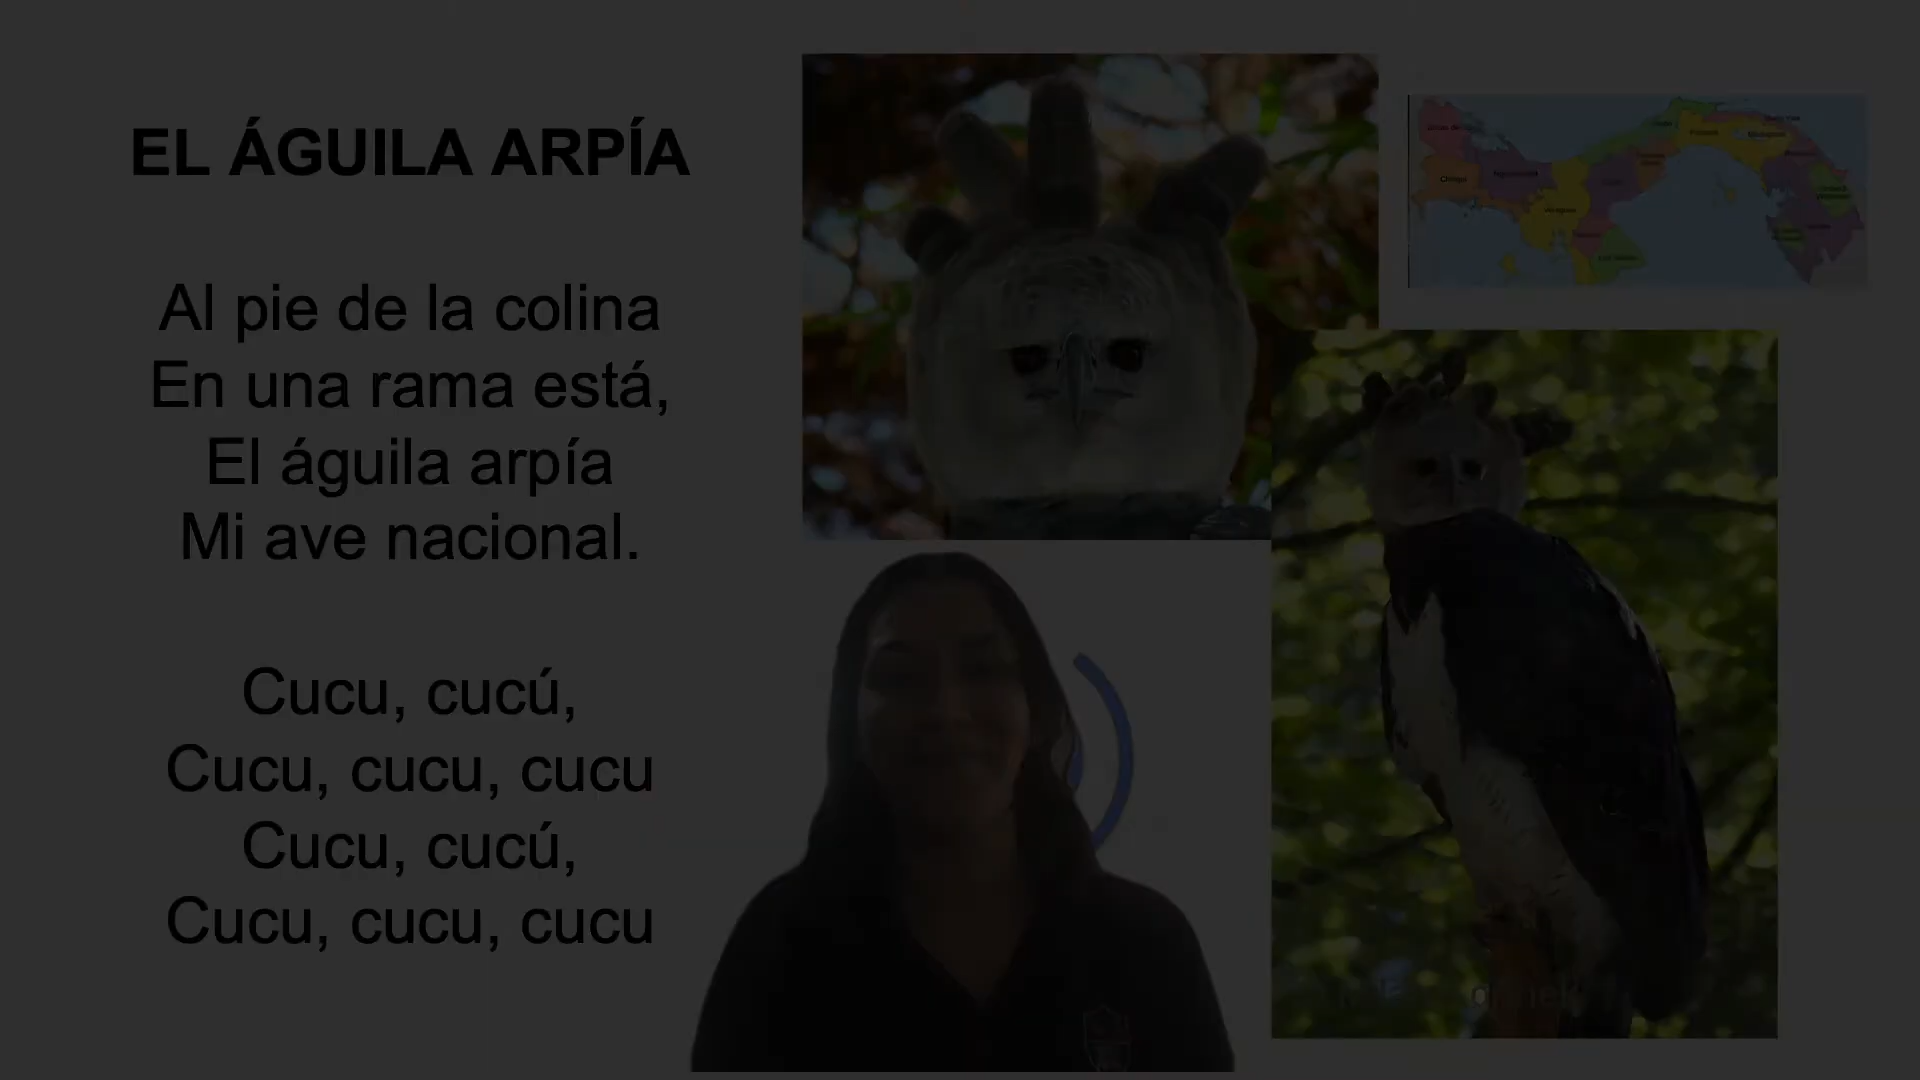 EL ÁGUILA ARPÍA
Al pie de la colina
En una rama está,
El águila arpía
Mi ave nacional.
Cucu, cucú,
Cucu, cucu, cucu
Cucu, cucú,
Cucu, cucu, cucu